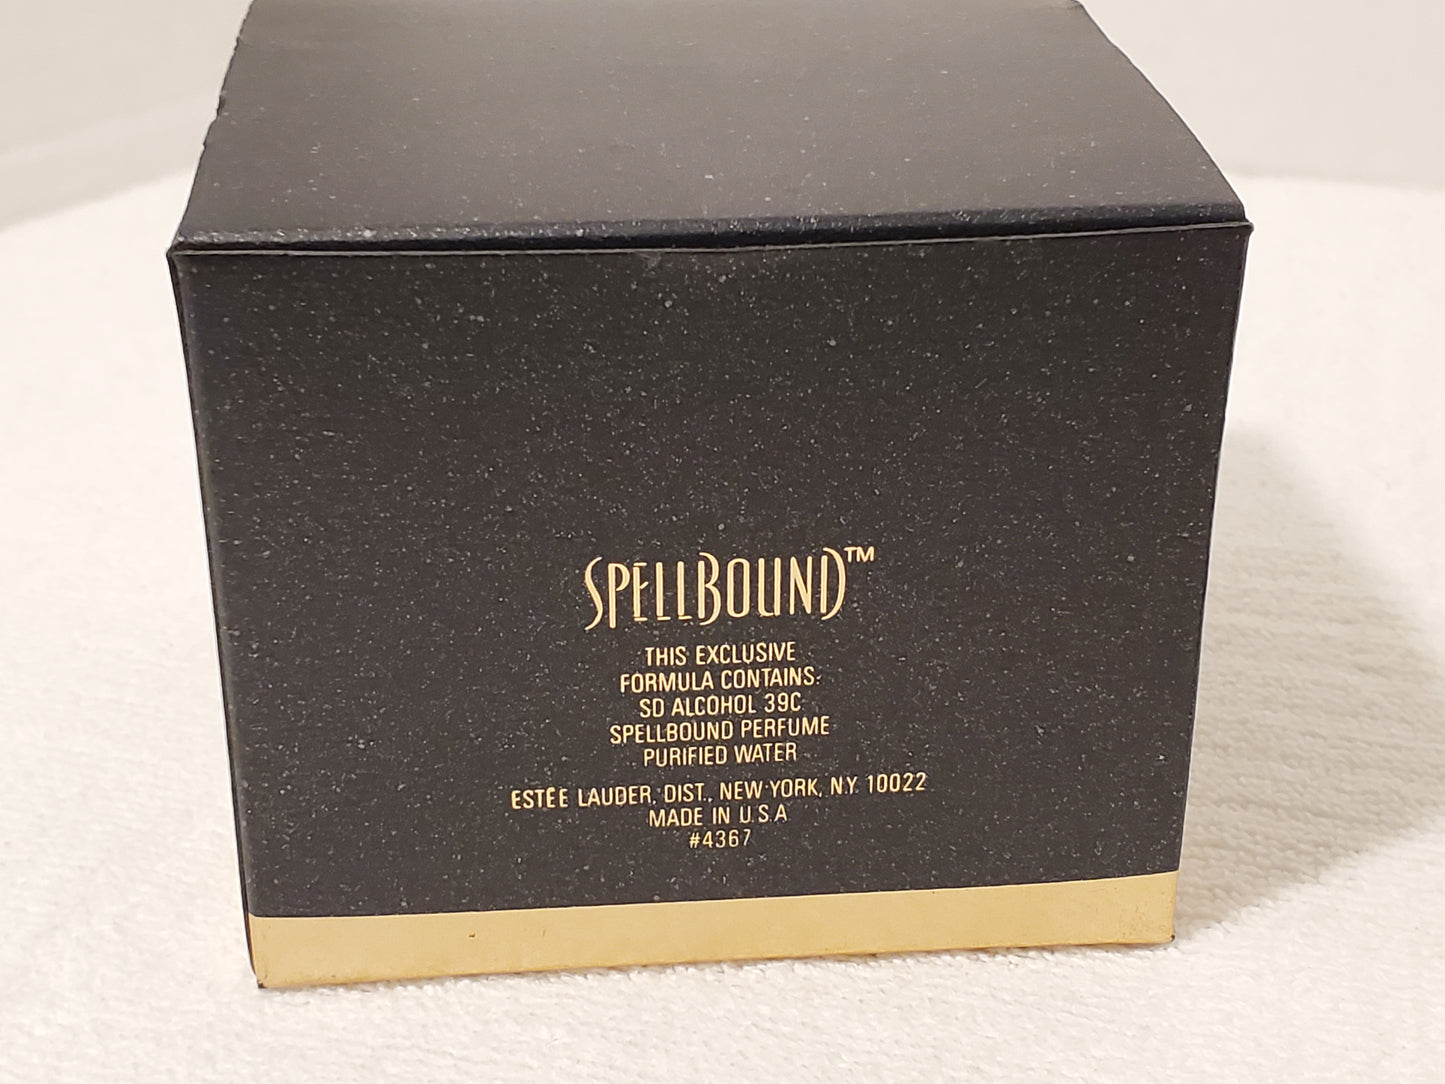 SPELLBOUND™
THIS EXCLUSIVE
FORMULA CONTAINS:
SD ALCOHOL 39C
SPELLBOUND PERFUME
PURIFIED WATER
ESTĒE LAUDER, DIST., NEW YORK, N.Y. 10022
MADE IN U.S.A
#4367